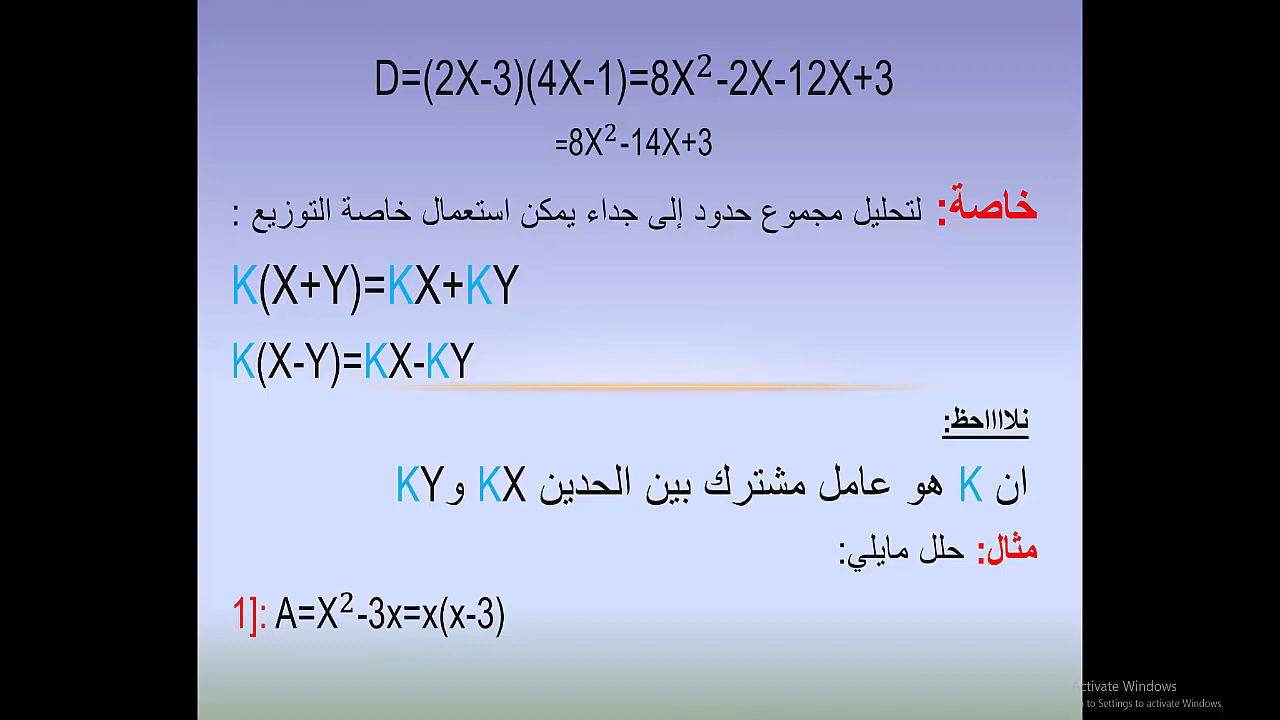 D=(2X-3)(4X-1)=8X²-2X-12X+3
=8X²-14X+3
خاصة: لتحليل مجموع حدود إلى جداء يمكن استعمال خاصة التوزيع :
K(X+Y)=KX+KY
K(X-Y)=KX-KY
نلااااحظ:
ان K هو عامل مشترك بين الحدين KX وKY
مثال: حلل مايلي:
1]: A=X²-3x=x(x-3)
Activate Windows
to Settings to activate Windows.